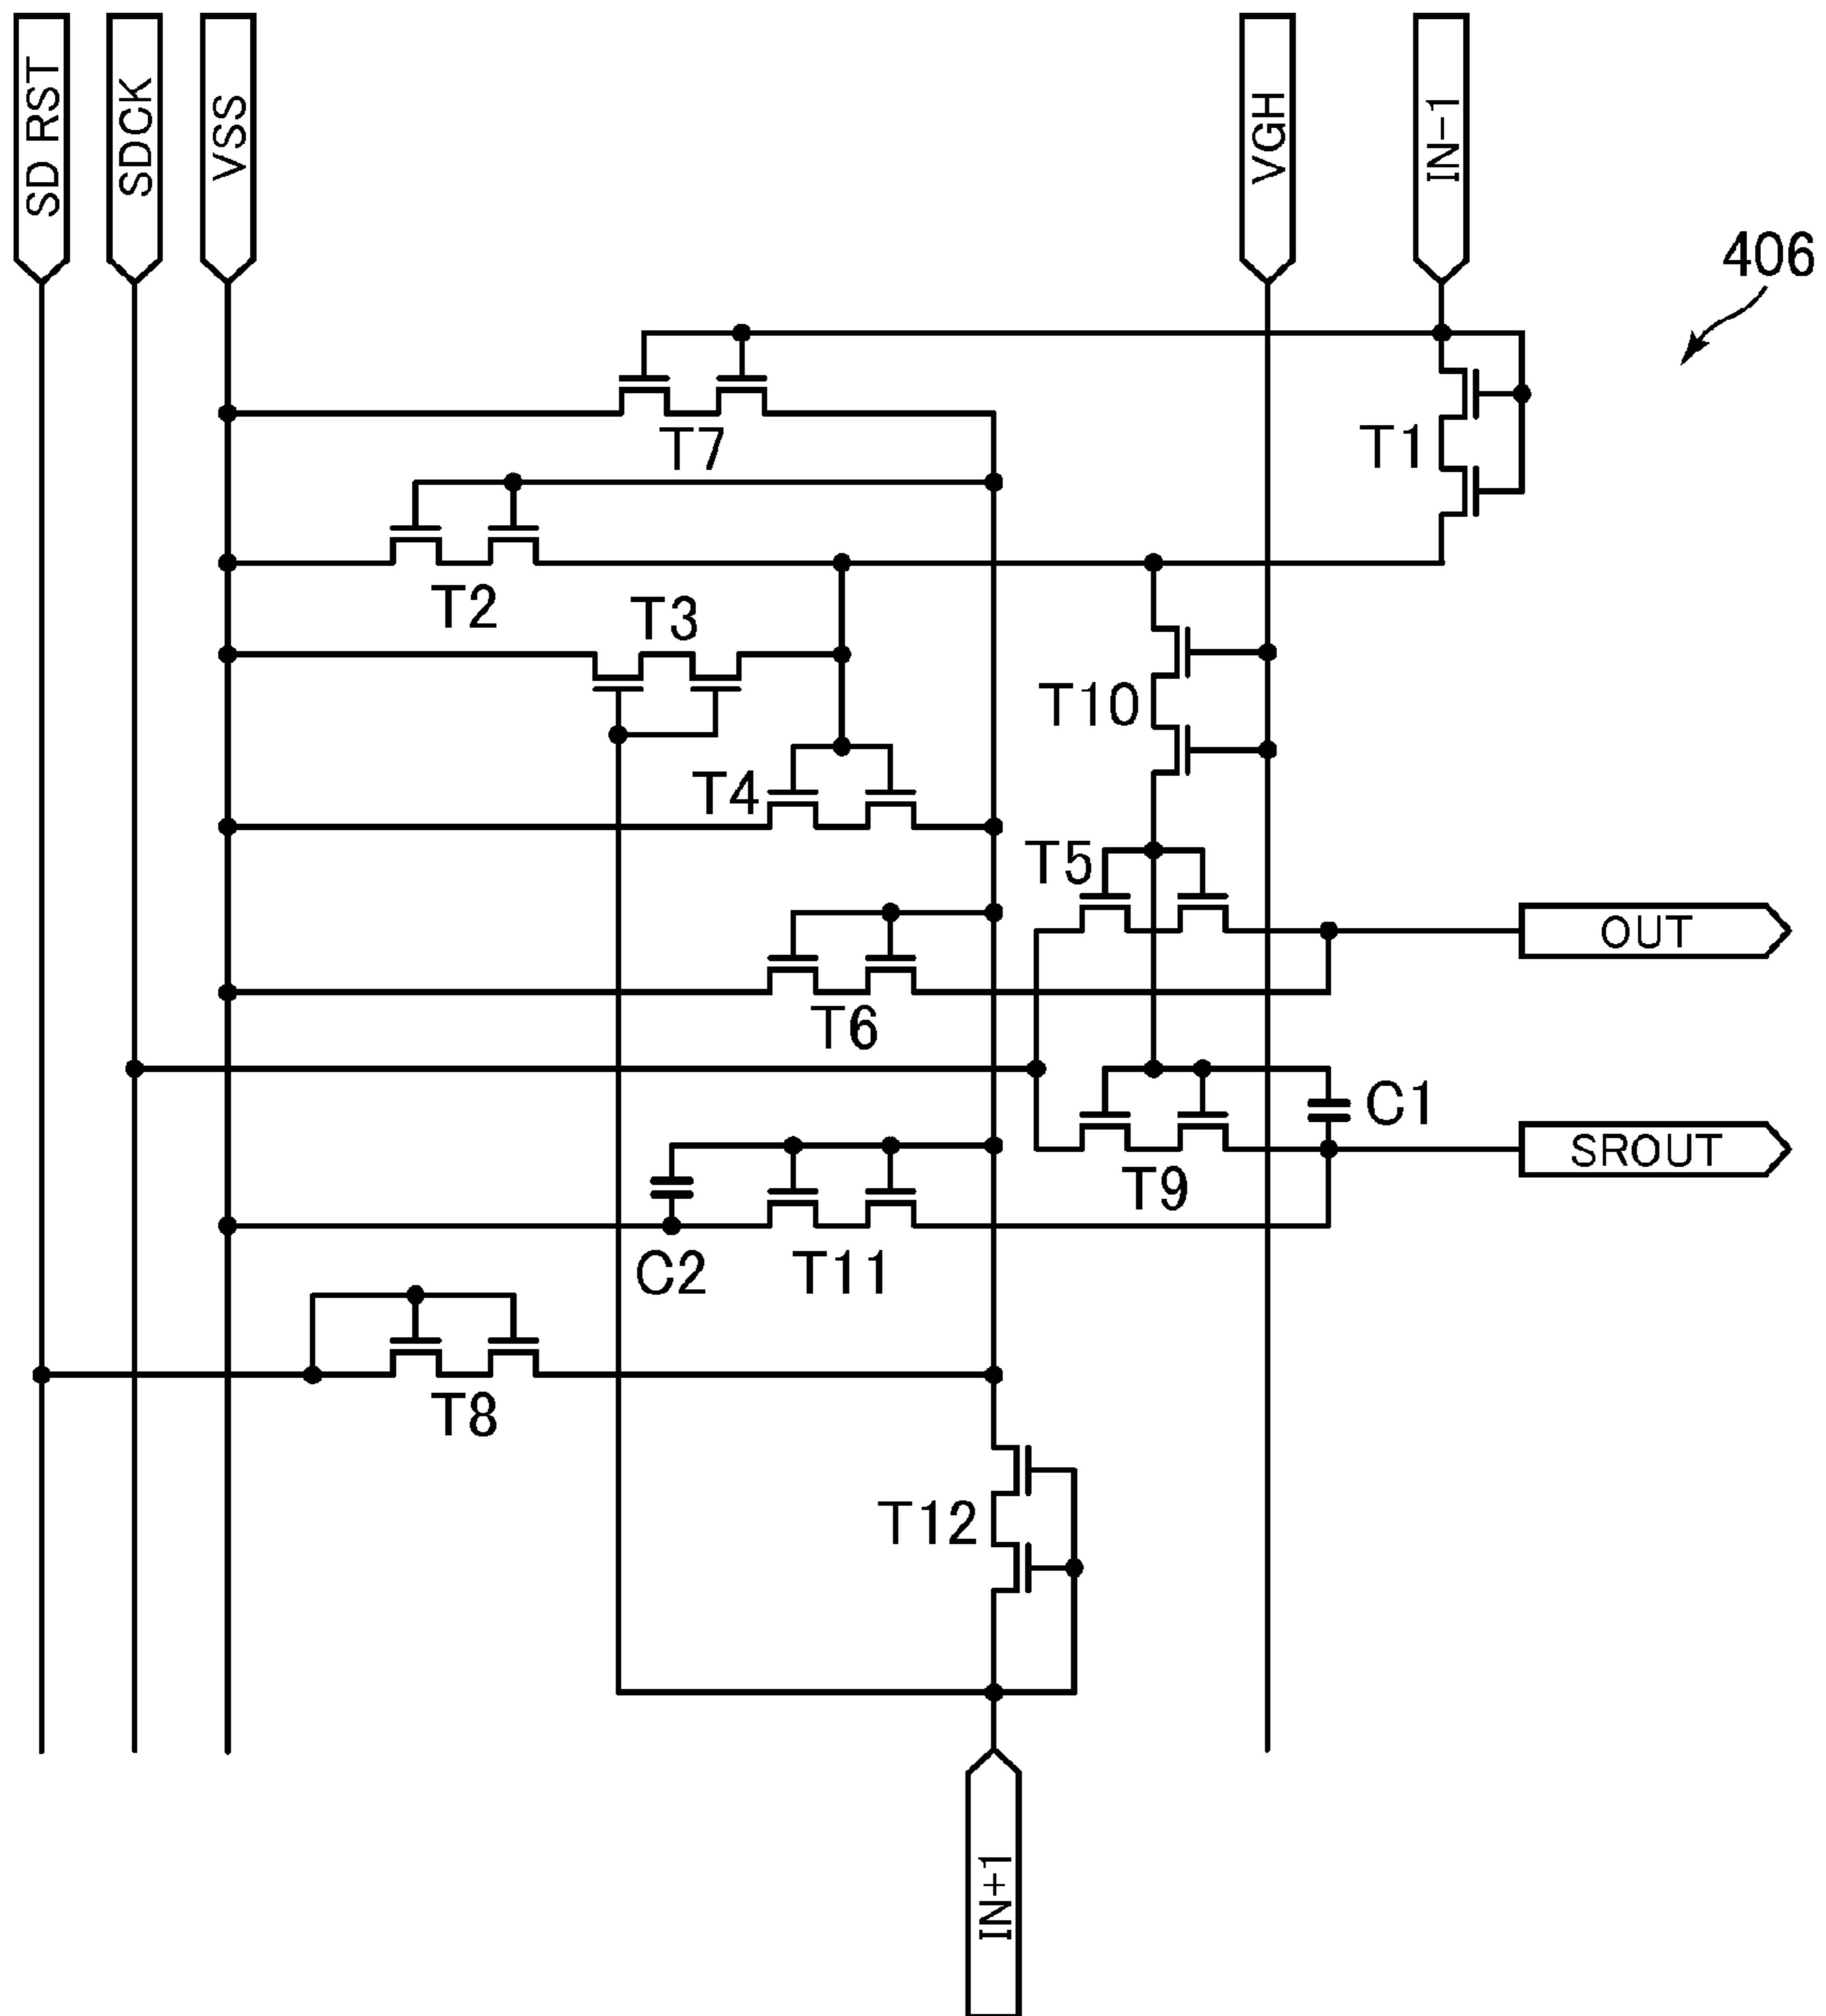 SD RST
SDCK
VSS
VGH
IN-1
406
T7
T1
T2
T3
T10
T4
T5
OUT
T6
C1
SROUT
T9
C2
T11
T8
T12
IN+1